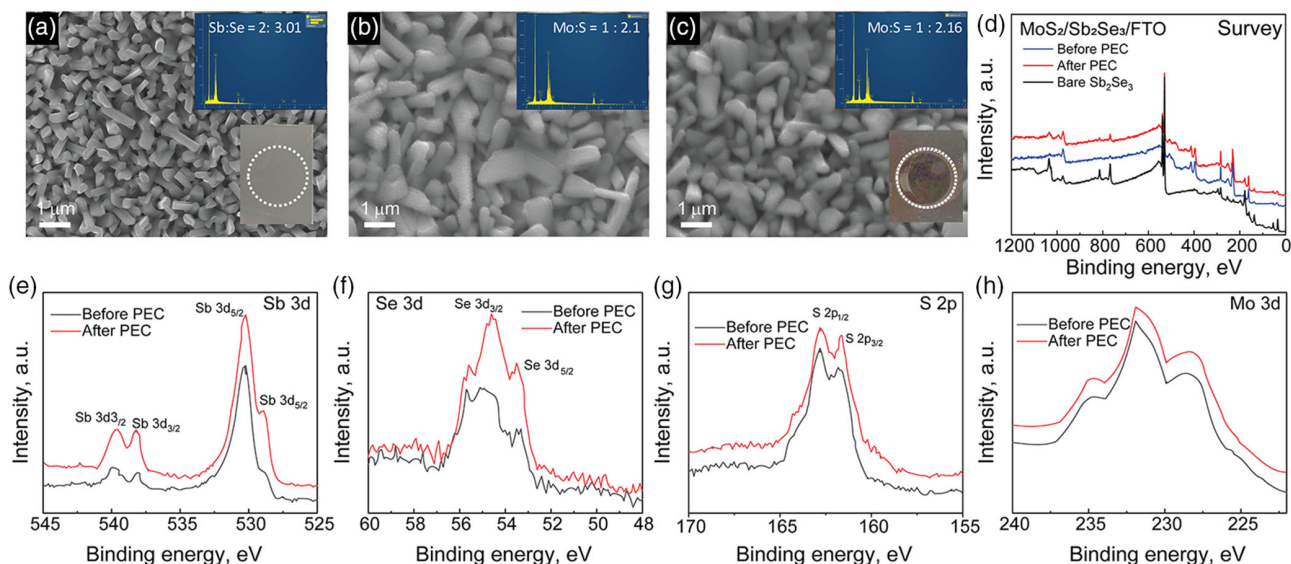 (a)
Sb:Se = 2: 3.01
1 μm
(b)
Mo:S = 1 : 2.1
1 μm
(c)
Mo:S = 1 : 2.16
1 μm
(d)
MoS₂/Sb₂Se₃/FTO
Survey
Before PEC
After PEC
Bare Sb₂Se₃
Intensity, a.u.
1200 1000 800 600 400 200 0
Binding energy, eV
(e)
Sb 3d
Before PEC
After PEC
Sb 3d₅/₂
Sb 3d₅/₂
Sb 3d3/₂
Sb 3d₃/₂
Intensity, a.u.
545 540 535 530 525
Binding energy, eV
(f)
Se 3d
Se 3d₃/₂
Before PEC
After PEC
Se 3d₅/₂
Intensity, a.u.
60 58 56 54 52 50 48
Binding energy, eV
(g)
S 2p
Before PEC
After PEC
S 2p₁/₂
S 2p₃/₂
Intensity, a.u.
170 165 160 155
Binding energy, eV
(h)
Mo 3d
Before PEC
After PEC
Intensity, a.u.
240 235 230 225
Binding energy, eV